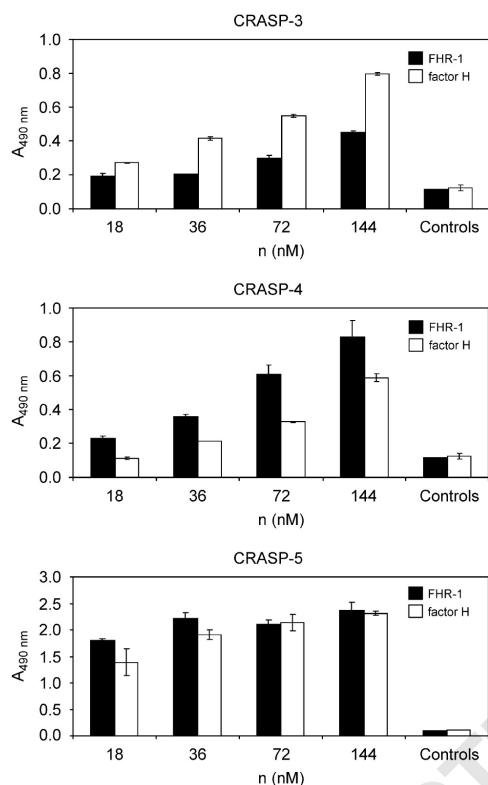 CRASP-3
1.0
0.8
0.6
0.4
0.2
0.0
A490 nm
FHR-1
factor H
18 36 72 144 Controls
n (nM)
CRASP-4
1.0
0.8
0.6
0.4
0.2
0.0
A490 nm
FHR-1
factor H
18 36 72 144 Controls
n (nM)
CRASP-5
3.0
2.5
2.0
1.5
1.0
0.5
0.0
A490 nm
FHR-1
factor H
18 36 72 144 Controls
n (nM)